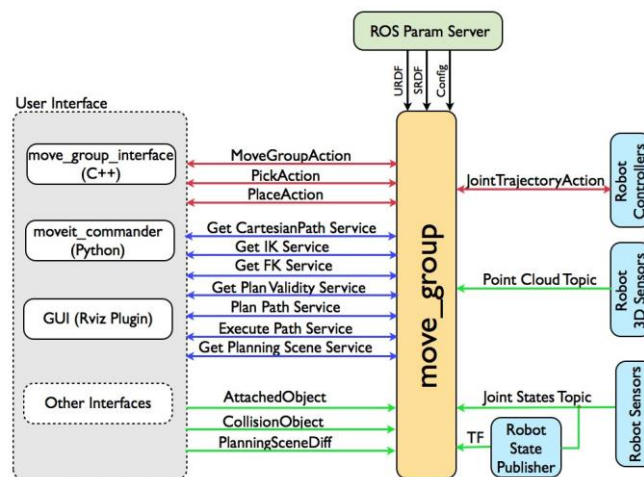 ROS Param Server
URDF
SRDF
Config
User Interface
move_group_interface
(C++)
moveit_commander
(Python)
GUI (Rviz Plugin)
Other Interfaces
MoveGroupAction
PickAction
PlaceAction
Get CartesianPath Service
Get IK Service
Get FK Service
Get Plan Validity Service
Plan Path Service
Execute Path Service
Get Planning Scene Service
AttachedObject
CollisionObject
PlanningSceneDiff
move_group
JointTrajectoryAction
Point Cloud Topic
Joint States Topic
TF
Robot
State
Publisher
Robot
Controllers
Robot
3D Sensors
Robot Sensors